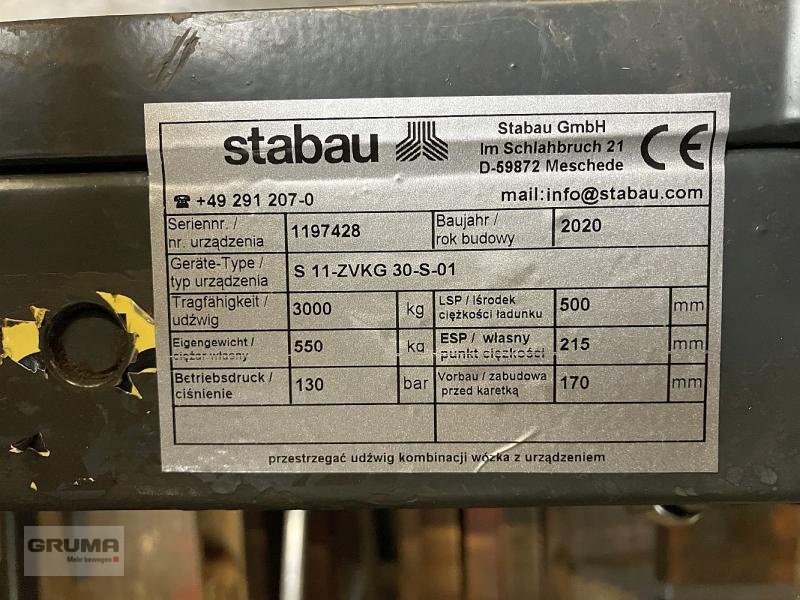 stabau
Stabau GmbH
Im Schlahbruch 21
D-59872 Meschede
CE
☎ +49 291 207-0
mail:info@stabau.com
Seriennr. / nr. urządzenia
1197428
Baujahr / rok budowy
2020
Geräte-Type / typ urządzenia
S 11-ZVKG 30-S-01
Tragfähigkeit / udźwig
3000
kg
LSP / lśrodek ciężkości ładunku
500
mm
Eigengewicht / ciężar własny
550
kg
ESP / własny punkt ciężkości
215
mm
Betriebsdruck / ciśnienie
130
bar
Vorbau / zabudowa przed karetką
170
mm
przestrzegać udźwig kombinacji wózka z urządzeniem
GRUMA
Mehr bewegen